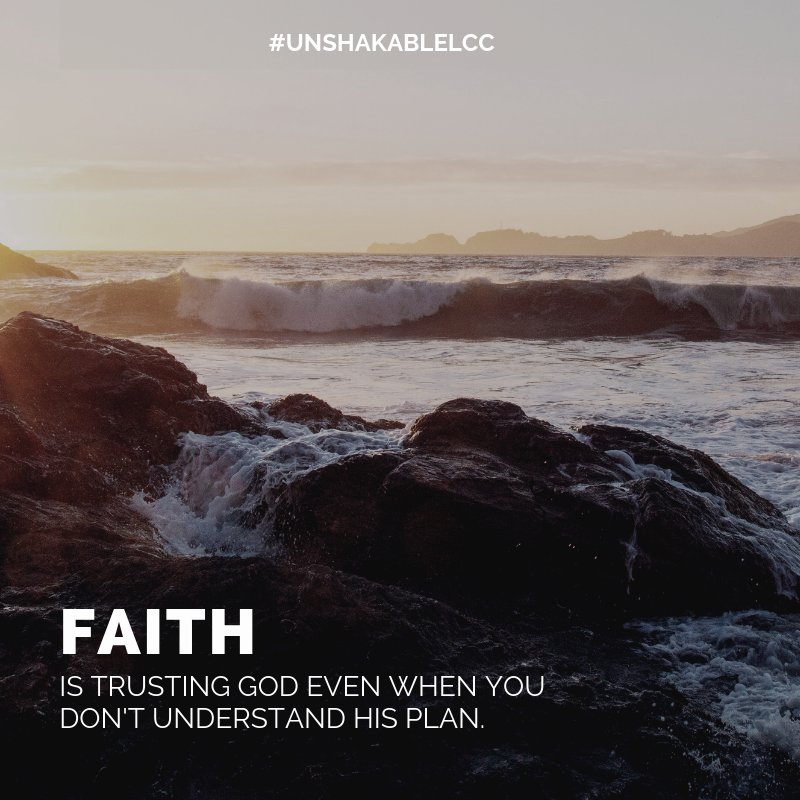 #UNSHAKABLELCC
FAITH
IS TRUSTING GOD EVEN WHEN YOU
DON'T UNDERSTAND HIS PLAN.